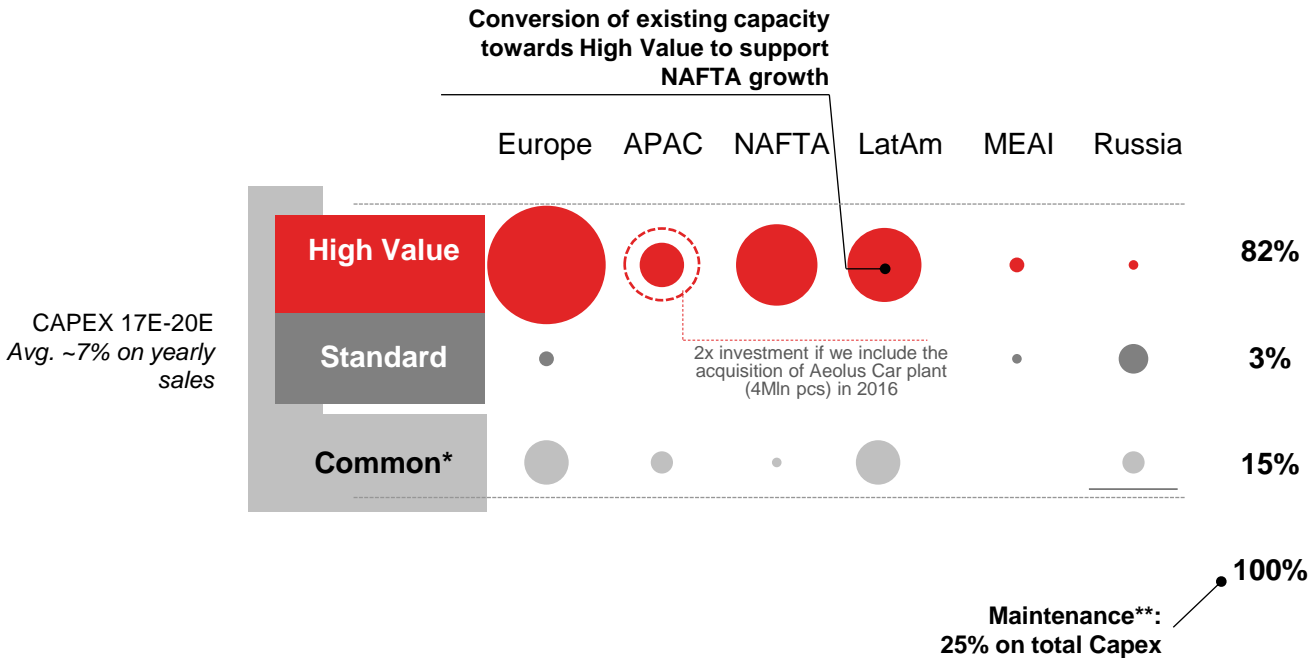 Conversion of existing capacity
towards High Value to support
NAFTA growth
Europe APAC NAFTA LatAm MEAI Russia
High Value
82%
CAPEX 17E-20E
Avg. ~7% on yearly
sales
Standard
2x investment if we include the
acquisition of Aeolus Car plant
(4Mln pcs) in 2016
3%
Common*
15%
100%
Maintenance**:
25% on total Capex